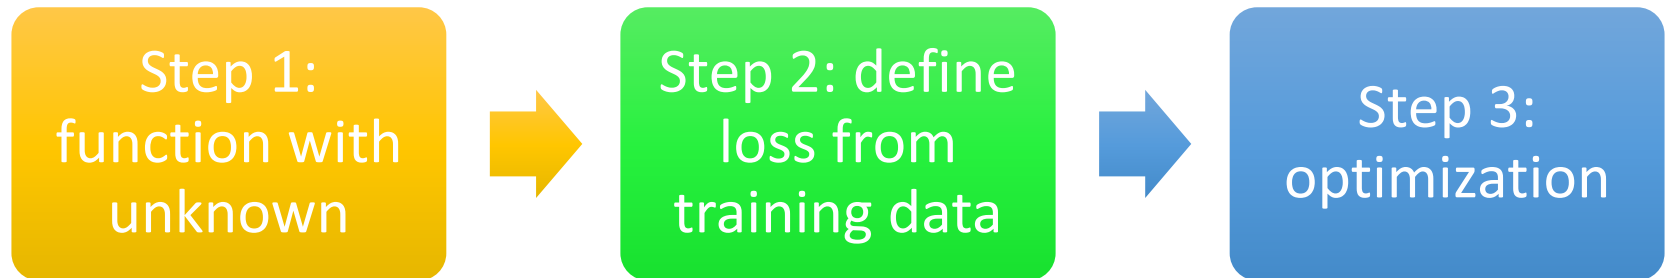 Step 1:
function with
unknown
Step 2: define
loss from
training data
Step 3:
optimization